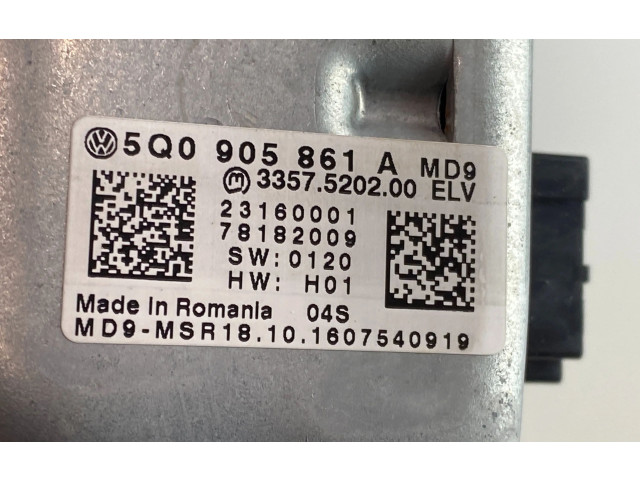 5Q0 905 861 A MD9
3357.5202.00 ELV
23160001
78182009
SW: 0120
HW: H01
Made In Romania 04S
MD9-MSR18.10.1607540919